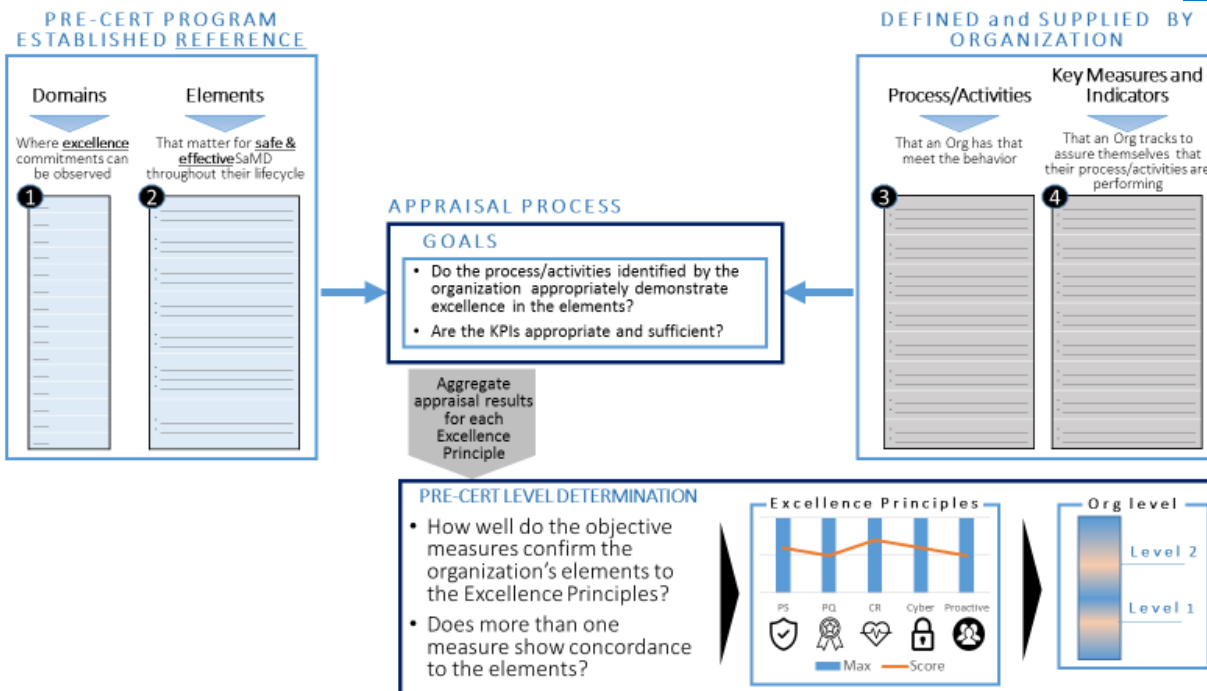 PRE-CERT PROGRAM
ESTABLISHED REFERENCE
Domains
Elements
Where excellence
commitments can
be observed
That matter for safe &
effectiveSaMD
throughout their lifecycle
1
2
DEFINED and SUPPLIED BY
ORGANIZATION
Process/Activities
Key Measures and
Indicators
That an Org has that
meet the behavior
That an Org tracks to
assure themselves that
their process/activities are
performing
3
4
APPRAISAL PROCESS
GOALS
• Do the process/activities identified by the
organization appropriately demonstrate
excellence in the elements?
• Are the KPIs appropriate and sufficient?
Aggregate
appraisal results
for each
Excellence
Principle
PRE-CERT LEVEL DETERMINATION
• How well do the objective
measures confirm the
organization's elements to
the Excellence Principles?
• Does more than one
measure show concordance
to the elements?
Excellence Principles
PS PQ CR Cyber Proactive
Max Score
Org level
Level 2
Level 1